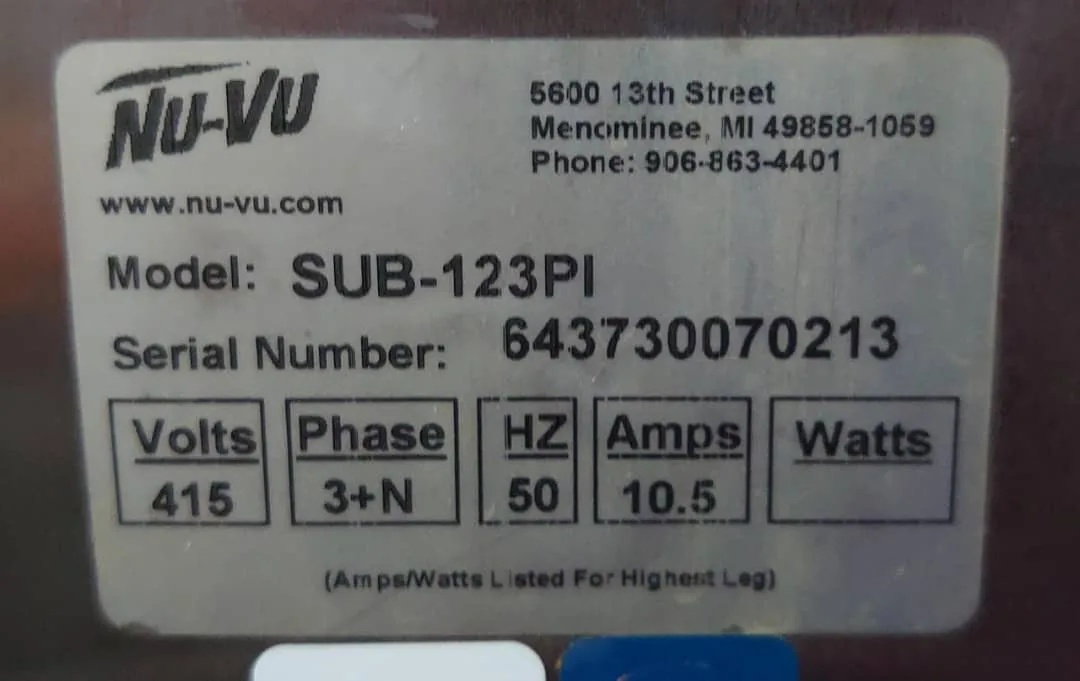 NU-VU
5600 13th Street
Menominee, MI 49858-1059
Phone: 906-863-4401
www.nu-vu.com
Model: SUB-123PI
Serial Number: 643730070213
Volts Phase HZ Amps Watts
415 3+N 50 10.5
(Amps/Watts Listed For Highest Leg)